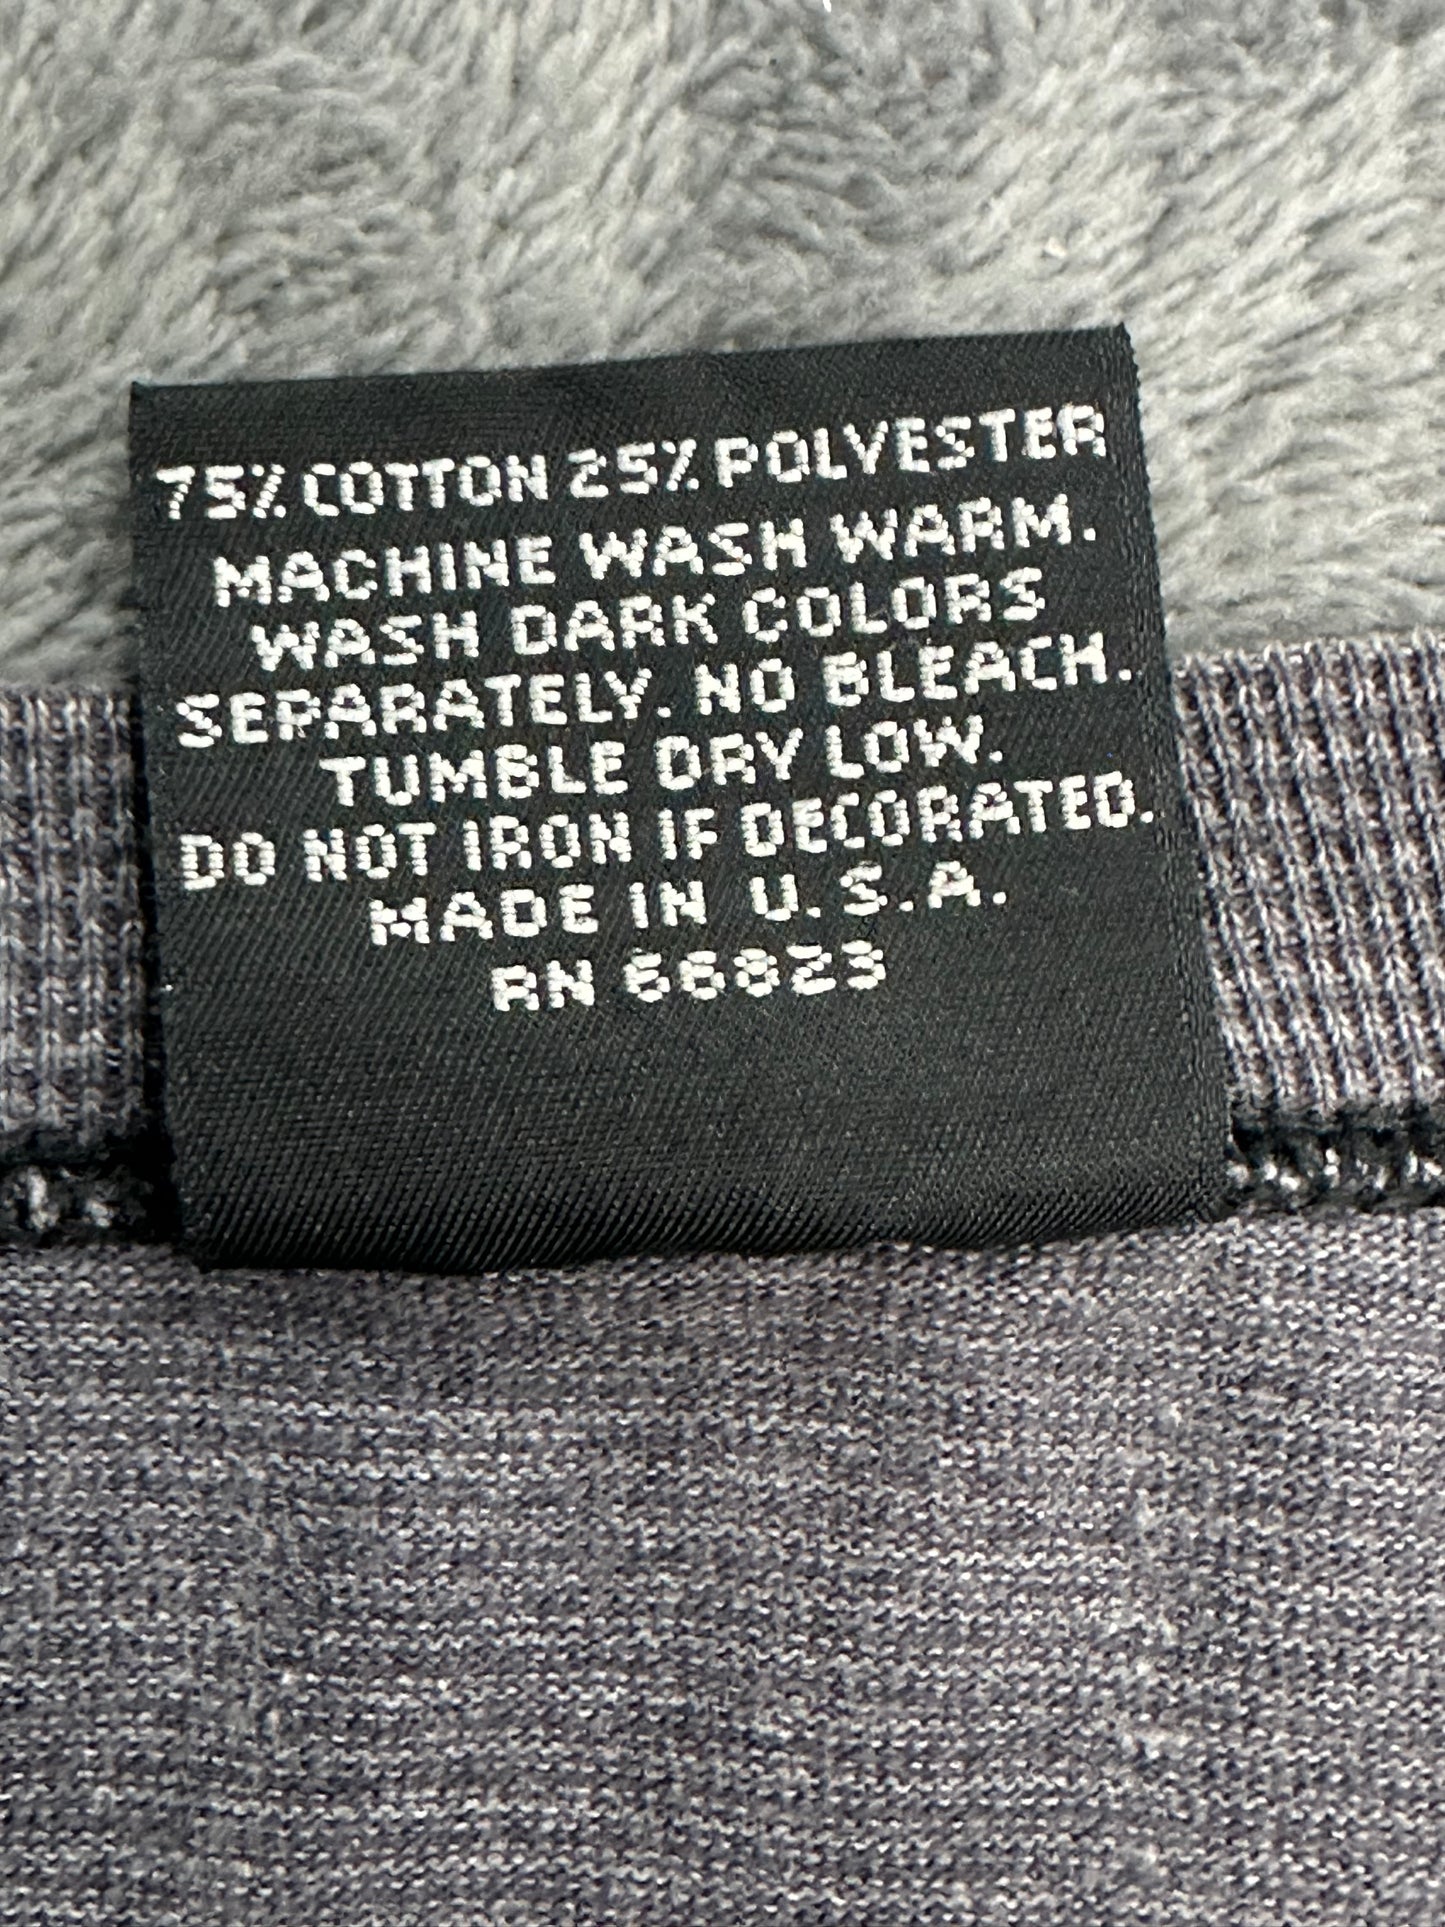 75% COTTON 25% POLYESTER
MACHINE WASH WARM.
WASH DARK COLORS
SEPARATELY. NO BLEACH.
TUMBLE DRY LOW.
DO NOT IRON IF DECORATED.
MADE IN U.S.A.
RN 66823